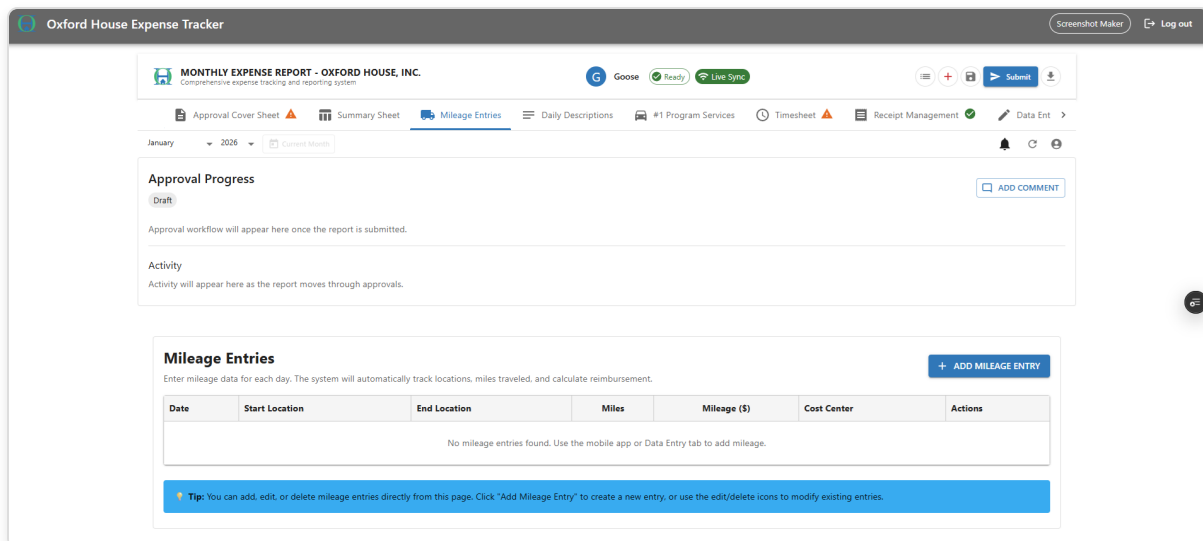 Oxford House Expense Tracker
Screenshot Maker
Log out
MONTHLY EXPENSE REPORT - OXFORD HOUSE, INC.
Comprehensive expense tracking and reporting system
G Goose Ready Live Sync
Submit
Approval Cover Sheet Summary Sheet Mileage Entries Daily Descriptions #1 Program Services Timesheet Receipt Management Data Ent
January 2026 Current Month
Approval Progress
ADD COMMENT
Draft
Approval workflow will appear here once the report is submitted.
Activity
Activity will appear here as the report moves through approvals.
Mileage Entries
+ ADD MILEAGE ENTRY
Enter mileage data for each day. The system will automatically track locations, miles traveled, and calculate reimbursement.
Date Start Location End Location Miles Mileage ($) Cost Center Actions
No mileage entries found. Use the mobile app or Data Entry tab to add mileage.
Tip: You can add, edit, or delete mileage entries directly from this page. Click "Add Mileage Entry" to create a new entry, or use the edit/delete icons to modify existing entries.